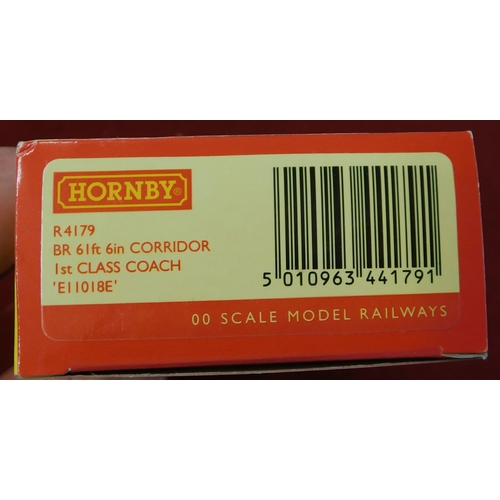 HORNBY®
R4179
BR 61ft 6in CORRIDOR
1st CLASS COACH
'E11018E'
5 010963 441791
00 SCALE MODEL RAILWAYS